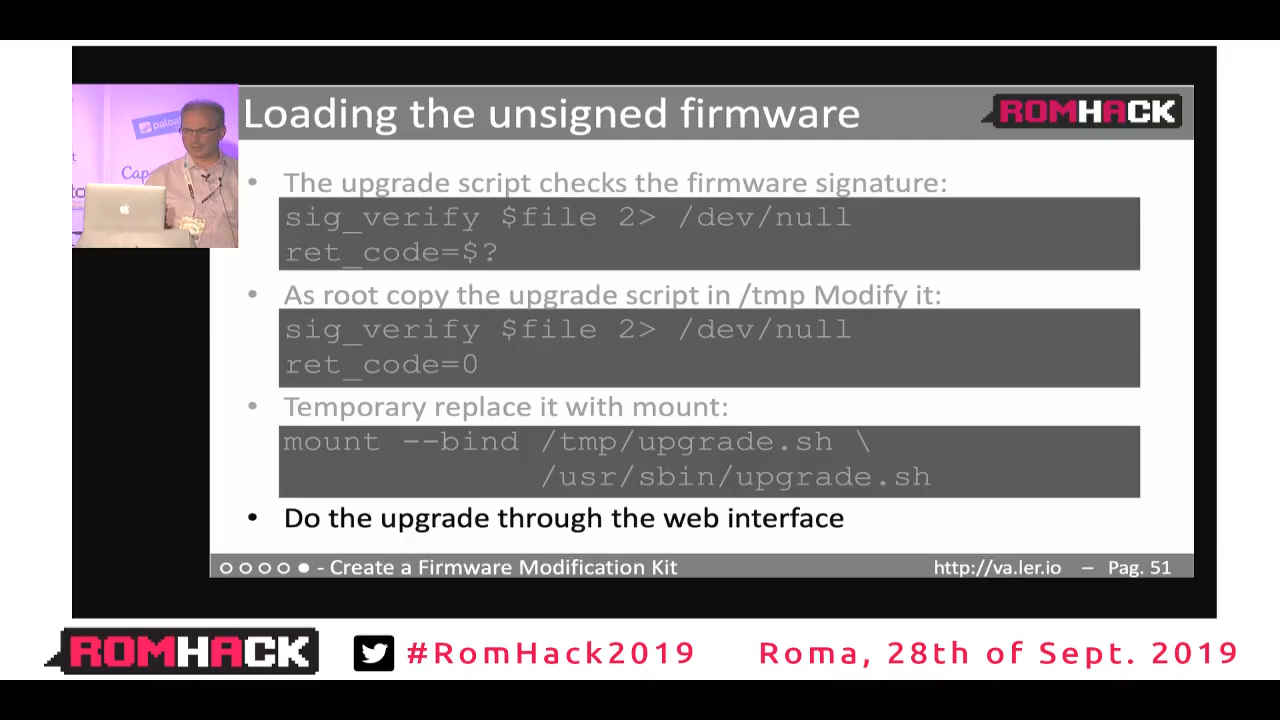 Loading the unsigned firmware
ROMHACK
• The upgrade script checks the firmware signature:
sig_verify $file 2> /dev/null
ret_code=$?
• As root copy the upgrade script in /tmp Modify it:
sig_verify $file 2> /dev/null
ret_code=0
• Temporary replace it with mount:
mount --bind /tmp/upgrade.sh \
/usr/sbin/upgrade.sh
• Do the upgrade through the web interface
- Create a Firmware Modification Kit
http://va.ler.io – Pag. 51
ROMHACK
#RomHack2019
Roma, 28th of Sept. 2019